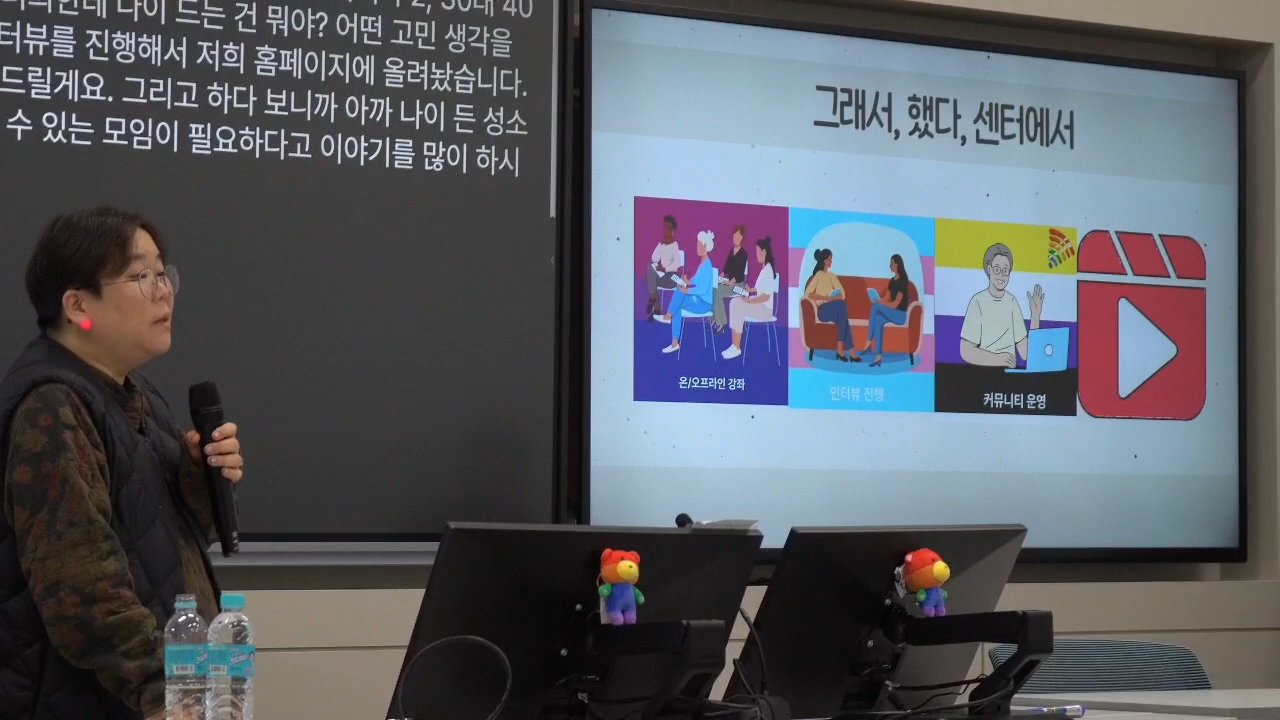 나이 드는 건 뭐야? 어떤 고민 생각을
터뷰를 진행해서 저희 홈페이지에 올려놨습니다.
드릴게요. 그리고 하다 보니까 아까 나이 든 성소
수 있는 모임이 필요하다고 이야기를 많이 하시
그래서, 했다, 센터에서
온/오프라인 강좌
인터뷰 진행
커뮤니티 운영